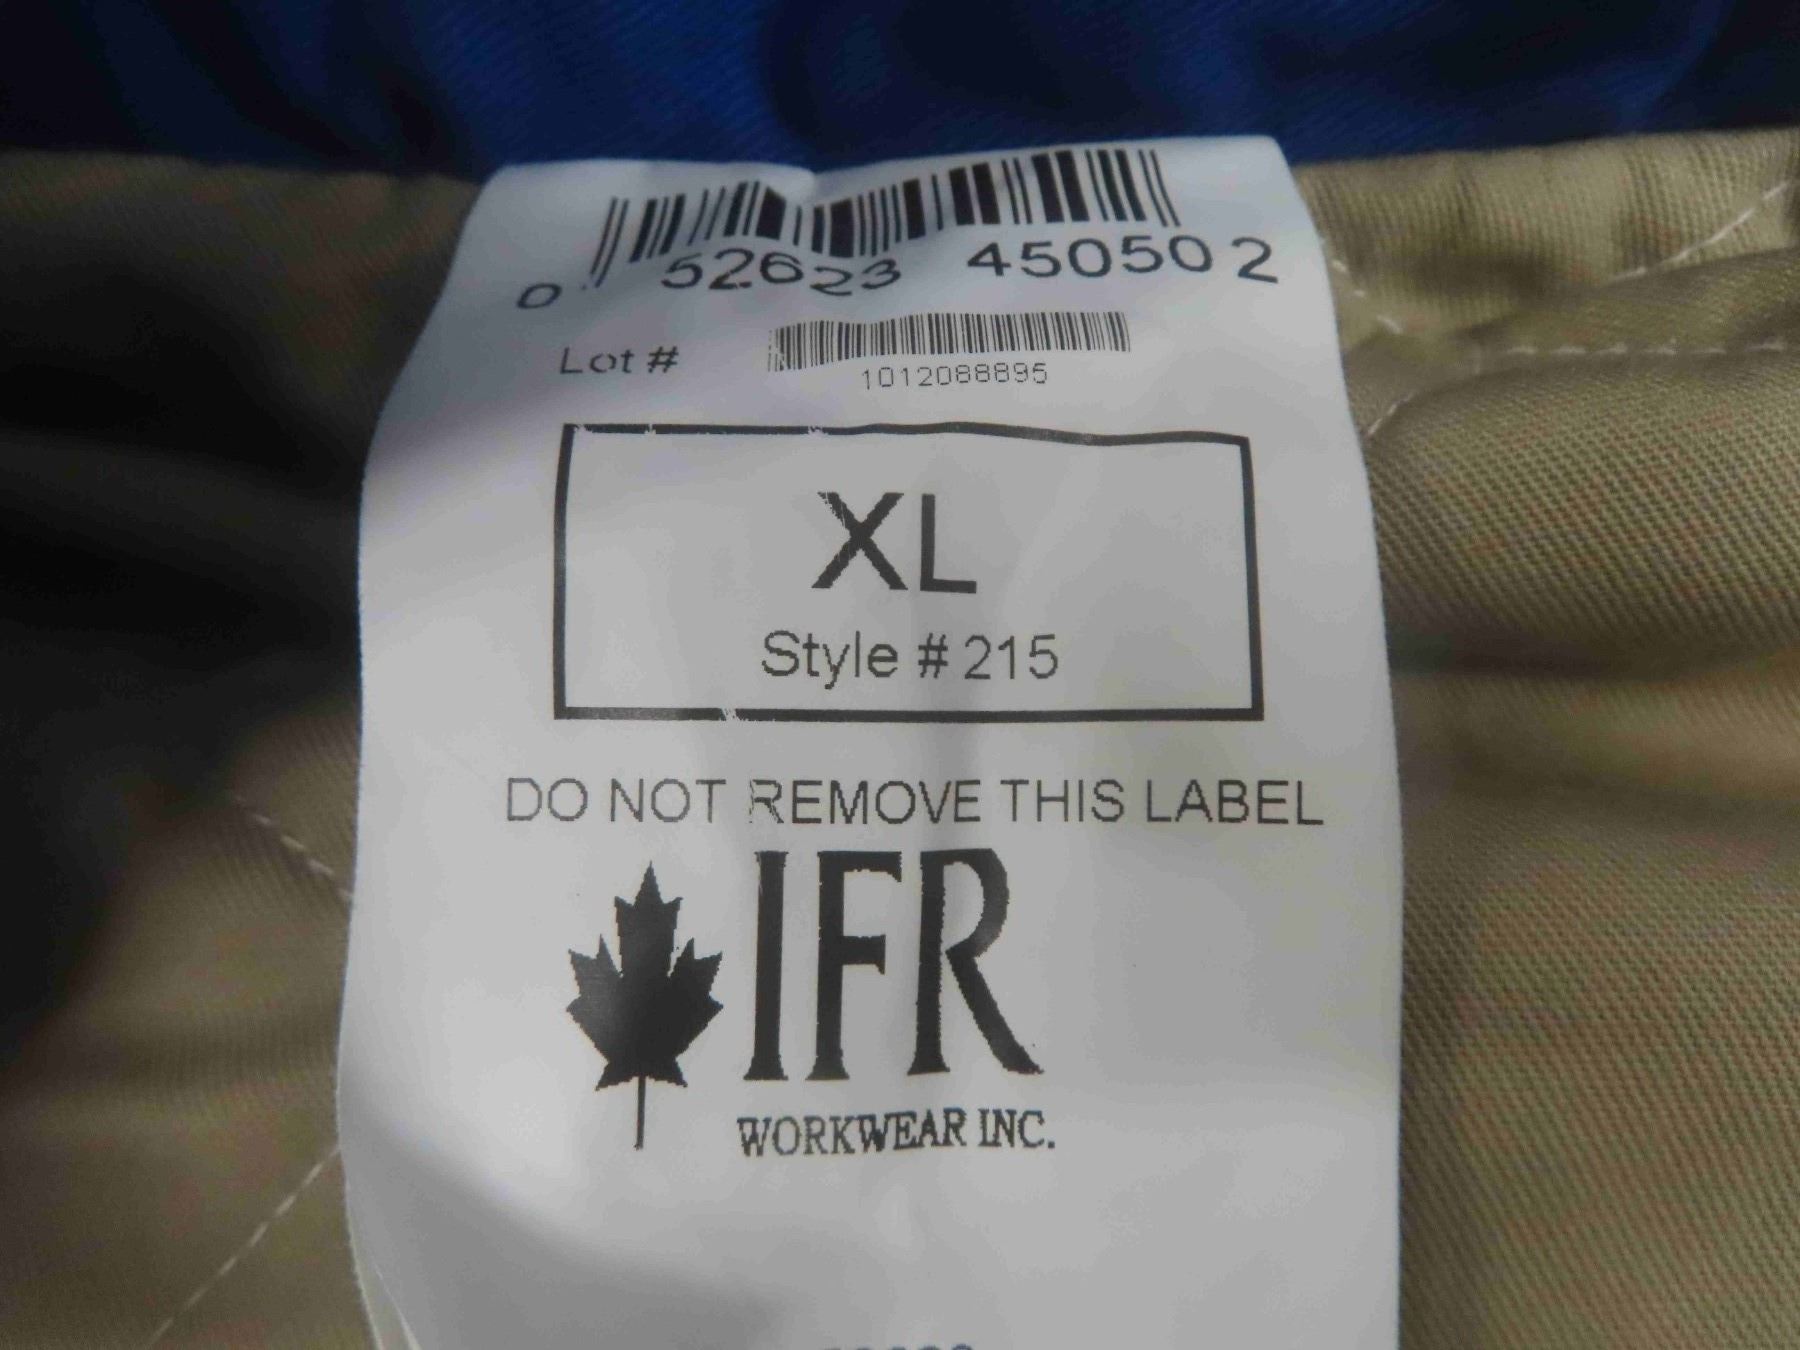 0 52623 45050 2
Lot #
1012088895
XL
Style # 215
DO NOT REMOVE THIS LABEL
IFR
WORKWEAR INC.